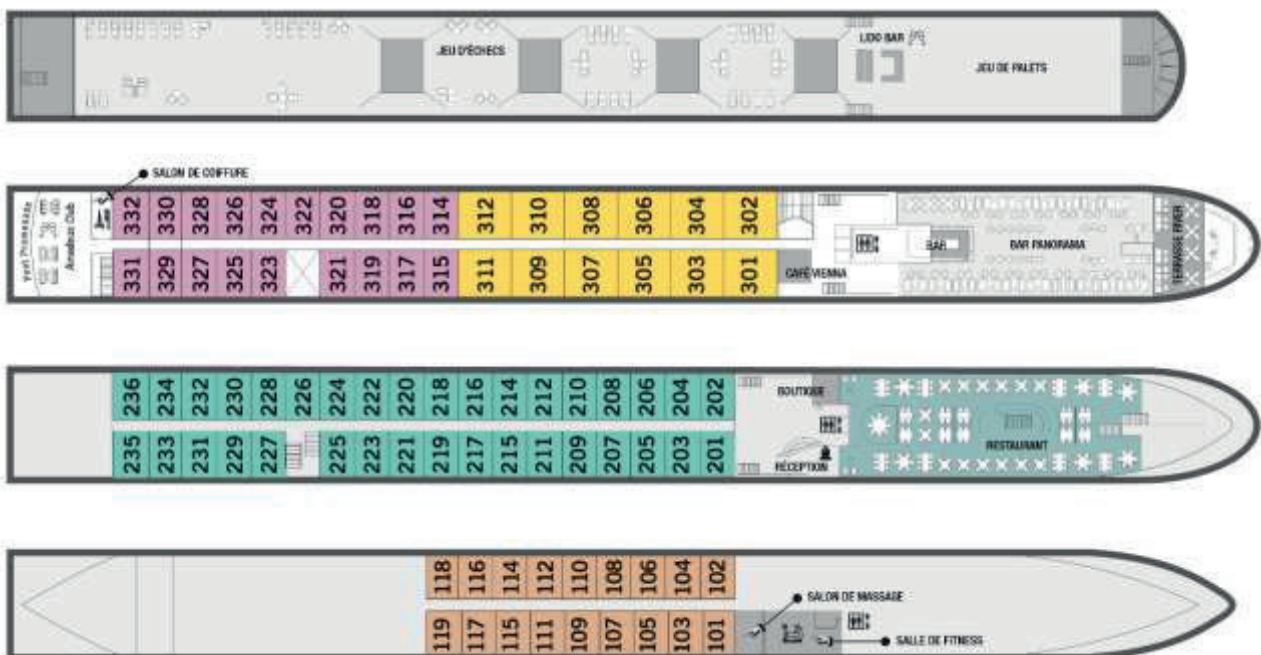 JEU D'ÉCHECS
LIDO BAR
JEU DE PALETS
SALON DE COIFFURE
332 330 328 326 324 322 320 318 316 314 312 310 308 306 304 302
Amadeus Club
BAR
BAR PANORAMA
TERRASSE RIVER
CAFÉ VIENNA
331 329 327 325 323 321 319 317 315 311 309 307 305 303 301
236 234 232 230 228 226 224 222 220 218 216 214 212 210 208 206 204 202
BOUTIQUE
RESTAURANT
RÉCEPTION
235 233 231 229 227 225 223 221 219 217 215 211 209 207 205 203 201
118 116 114 112 110 108 106 104 102
SALON DE MASSAGE
119 117 115 111 109 107 105 103 101
SALLE DE FITNESS